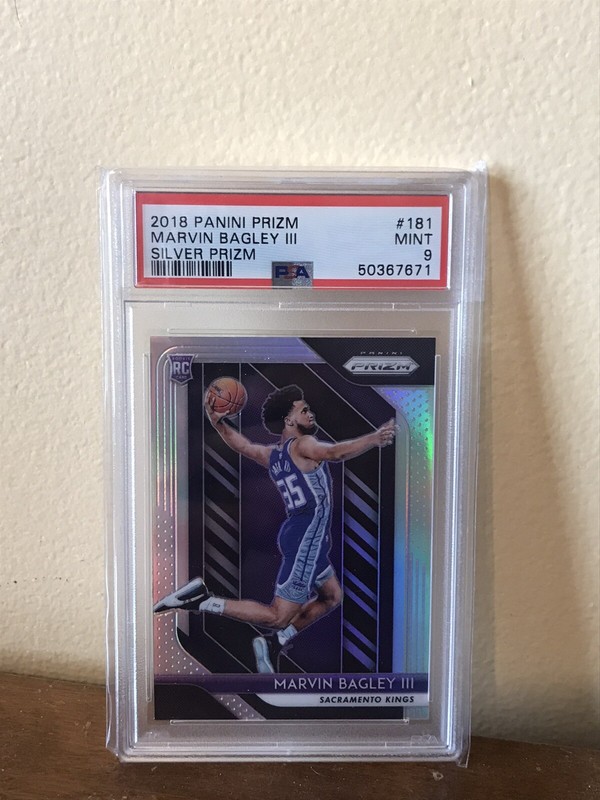 2018 PANINI PRIZM #181
MARVIN BAGLEY III MINT
SILVER PRIZM 9
PSA 50367671
RC
PANINI
PRIZM
35
MARVIN BAGLEY III
SACRAMENTO KINGS